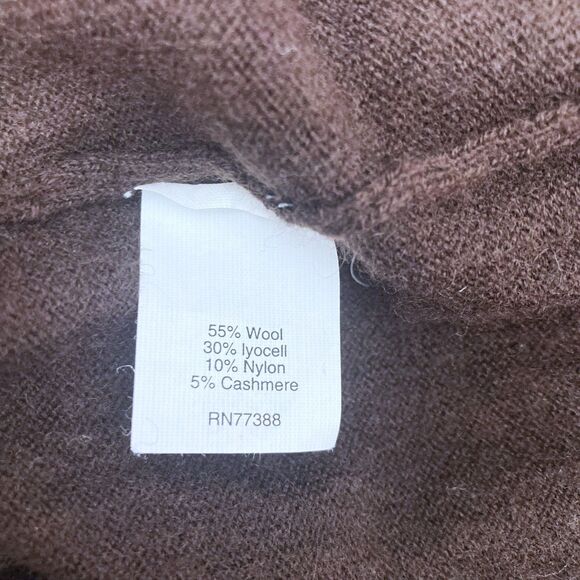 55% Wool
30% lyocell
10% Nylon
5% Cashmere
RN77388